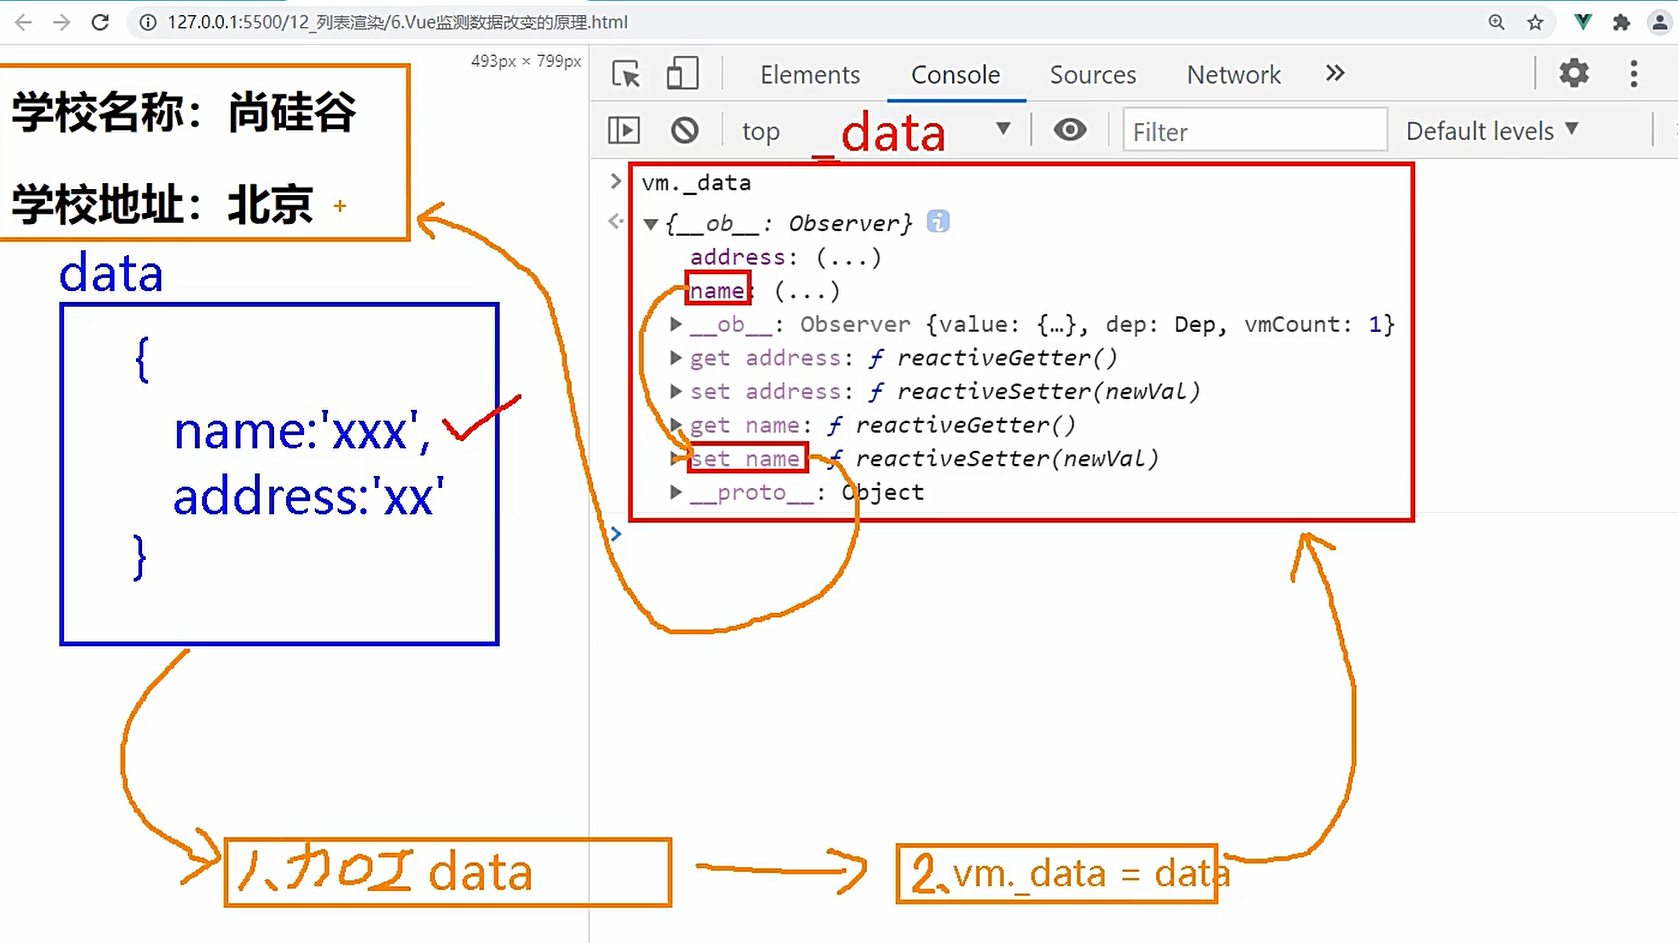 127.0.0.1:5500/12_列表渲染/6.Vue监测数据改变的原理.html
493px × 799px
Elements Console Sources Network »
top _data Filter Default levels ▼
学校名称：尚硅谷
学校地址：北京 +
data
{
name:'xxx',
address:'xx'
}
> vm._data
{__ob__: Observer} i
address: (...)
name: (...)
__ob__: Observer {value: {…}, dep: Dep, vmCount: 1}
get address: ƒ reactiveGetter()
set address: ƒ reactiveSetter(newVal)
get name: ƒ reactiveGetter()
set name: ƒ reactiveSetter(newVal)
__proto__: Object
>
1、加工 data
2、vm._data = data